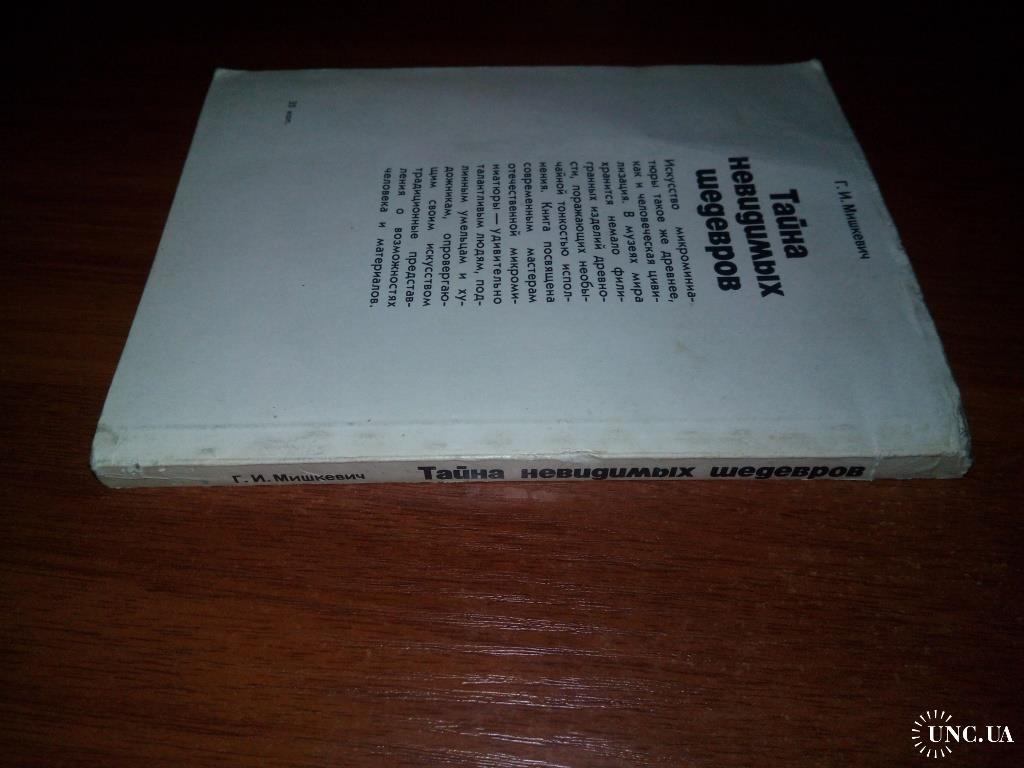 Г. И. Мишкевич
Тайна
невидимых
шедевров
Искусство микроминиа-
тюры такое же древнее,
как и человеческая циви-
лизация. В музеях мира
хранится немало фили-
гранных изделий древно-
сти, поражающих необы-
чайной тонкостью испол-
нения. Книга посвящена
современным мастерам
отечественной микроми-
ниатюры — удивительно
талантливым людям, под-
линным умельцам и ху-
дожникам, опровергаю-
щим своим искусством
традиционные представ-
ления о возможностях
человека и материалов.
35 коп.
Г. И. Мишкевич Тайна невидимых шедевров
UNC.UA